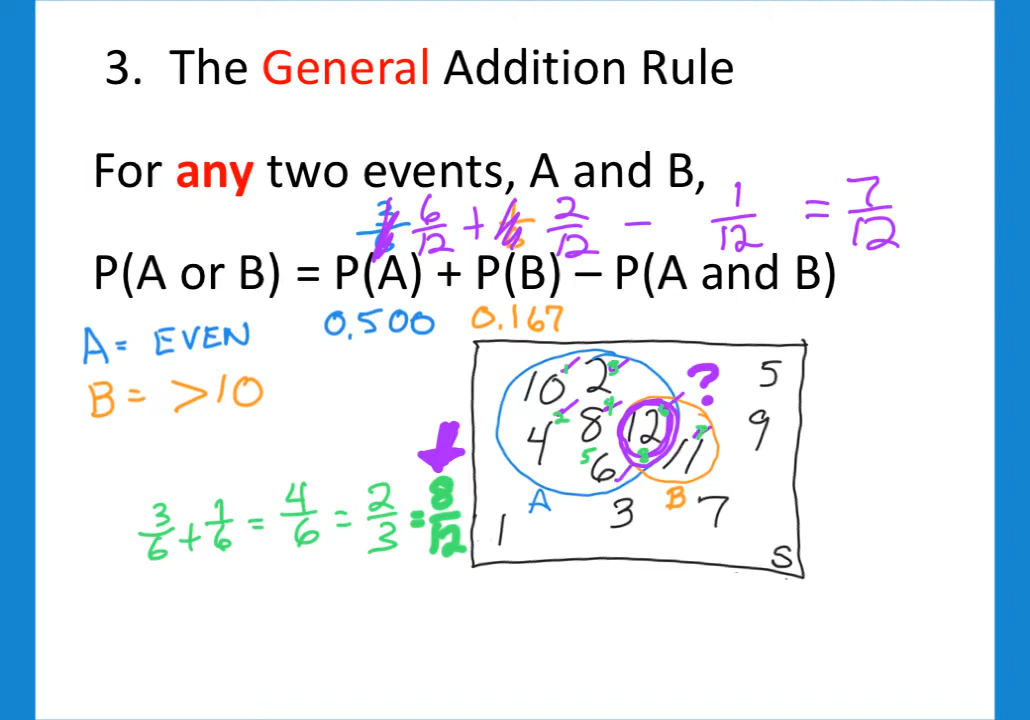 3. The General Addition Rule
For any two events, A and B,
6/12 + 2/12 − 1/12 = 7/12
P(A or B) = P(A) + P(B) – P(A and B)
0.500 0.167
A = EVEN
B = >10
10 2 ? 5
4 8 12 11 9
6
A B
1 3 7
S
3/6 + 1/6 = 4/6 = 2/3 = 8/12